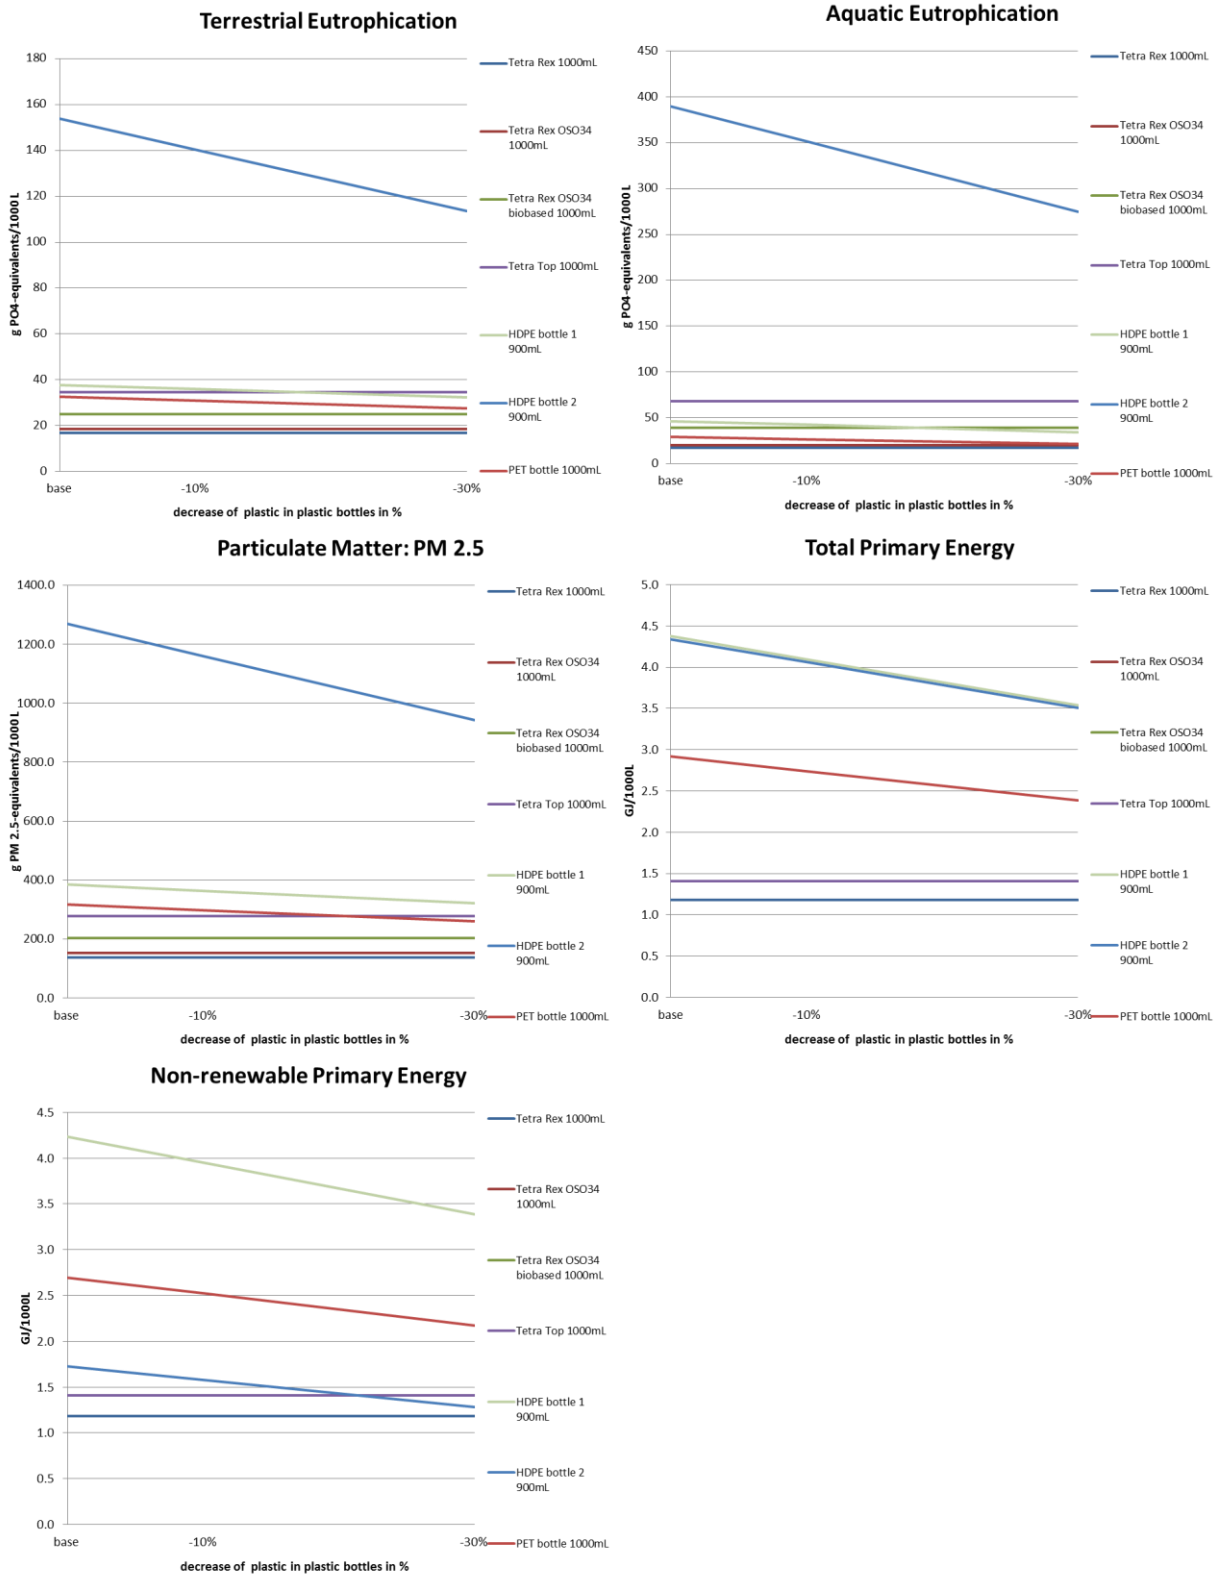 Terrestrial Eutrophication
180
160
140
120
100
80
60
40
20
0
g PO4-equivalents/1000 L
base
-10%
-30%
decrease of plastic in plastic bottles in %
Tetra Rex 1000mL
Tetra Rex OSO34
1000mL
Tetra Rex OSO34
biobased 1000mL
Tetra Top 1000mL
HDPE bottle 1
900mL
HDPE bottle 2
900mL
PET bottle 1000mL
Aquatic Eutrophication
450
400
350
300
250
200
150
100
50
0
g PO4-equivalents/1000 L
base
-10%
-30%
decrease of plastic in plastic bottles in %
Tetra Rex 1000mL
Tetra Rex OSO34
1000mL
Tetra Rex OSO34
biobased 1000mL
Tetra Top 1000mL
HDPE bottle 1
900mL
HDPE bottle 2
900mL
PET bottle 1000mL
Particulate Matter: PM 2.5
1400.0
1200.0
1000.0
800.0
600.0
400.0
200.0
0.0
g PM 2.5-equivalents/1000 L
base
-10%
-30%
decrease of plastic in plastic bottles in %
Tetra Rex 1000mL
Tetra Rex OSO34
1000mL
Tetra Rex OSO34
biobased 1000mL
Tetra Top 1000mL
HDPE bottle 1
900mL
HDPE bottle 2
900mL
PET bottle 1000mL
Total Primary Energy
5.0
4.5
4.0
3.5
3.0
2.5
2.0
1.5
1.0
0.5
0.0
GJ/1000L
base
-10%
-30%
decrease of plastic in plastic bottles in %
Tetra Rex 1000mL
Tetra Rex OSO34
1000mL
Tetra Rex OSO34
biobased 1000mL
Tetra Top 1000mL
HDPE bottle 1
900mL
HDPE bottle 2
900mL
PET bottle 1000mL
Non-renewable Primary Energy
4.5
4.0
3.5
3.0
2.5
2.0
1.5
1.0
0.5
0.0
GJ/1000L
base
-10%
-30%
decrease of plastic in plastic bottles in %
Tetra Rex 1000mL
Tetra Rex OSO34
1000mL
Tetra Rex OSO34
biobased 1000mL
Tetra Top 1000mL
HDPE bottle 1
900mL
HDPE bottle 2
900mL
PET bottle 1000mL